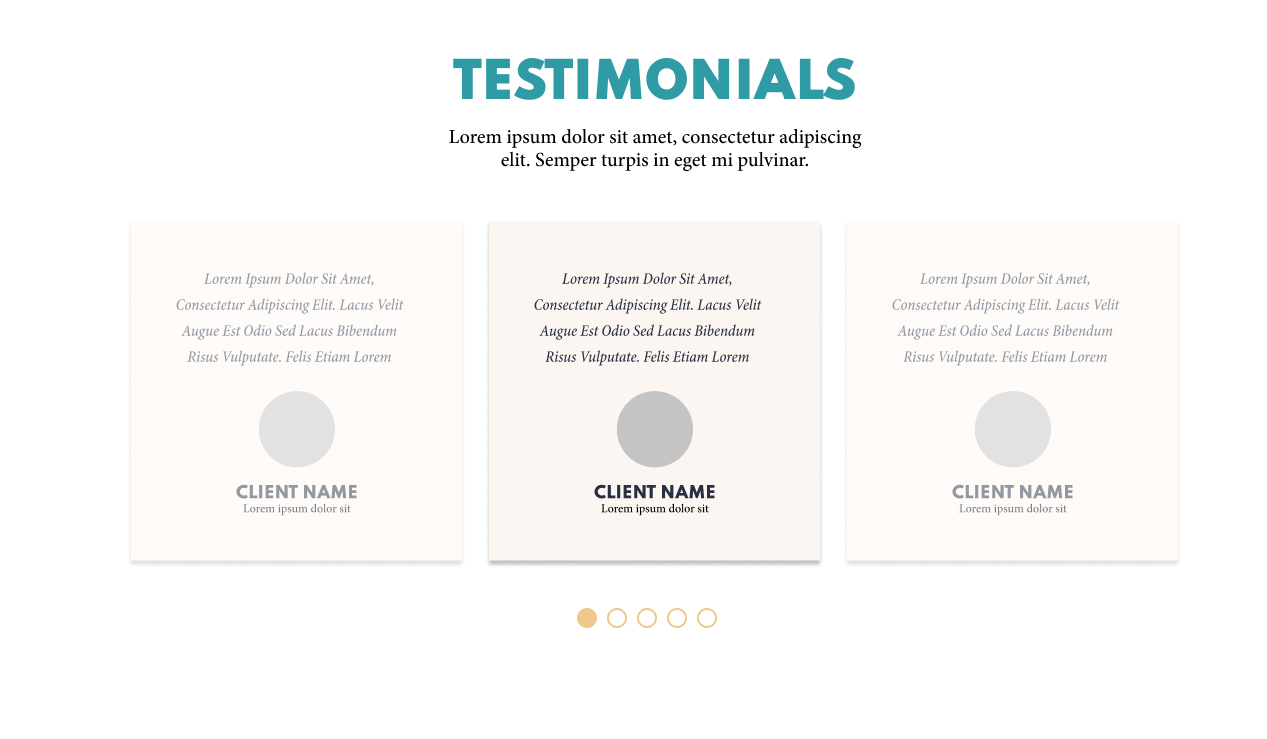 TESTIMONIALS
Lorem ipsum dolor sit amet, consectetur adipiscing
elit. Semper turpis in eget mi pulvinar.
Lorem Ipsum Dolor Sit Amet,
Consectetur Adipiscing Elit. Lacus Velit
Augue Est Odio Sed Lacus Bibendum
Risus Vulputate. Felis Etiam Lorem
CLIENT NAME
Lorem ipsum dolor sit
Lorem Ipsum Dolor Sit Amet,
Consectetur Adipiscing Elit. Lacus Velit
Augue Est Odio Sed Lacus Bibendum
Risus Vulputate. Felis Etiam Lorem
CLIENT NAME
Lorem ipsum dolor sit
Lorem Ipsum Dolor Sit Amet,
Consectetur Adipiscing Elit. Lacus Velit
Augue Est Odio Sed Lacus Bibendum
Risus Vulputate. Felis Etiam Lorem
CLIENT NAME
Lorem ipsum dolor sit